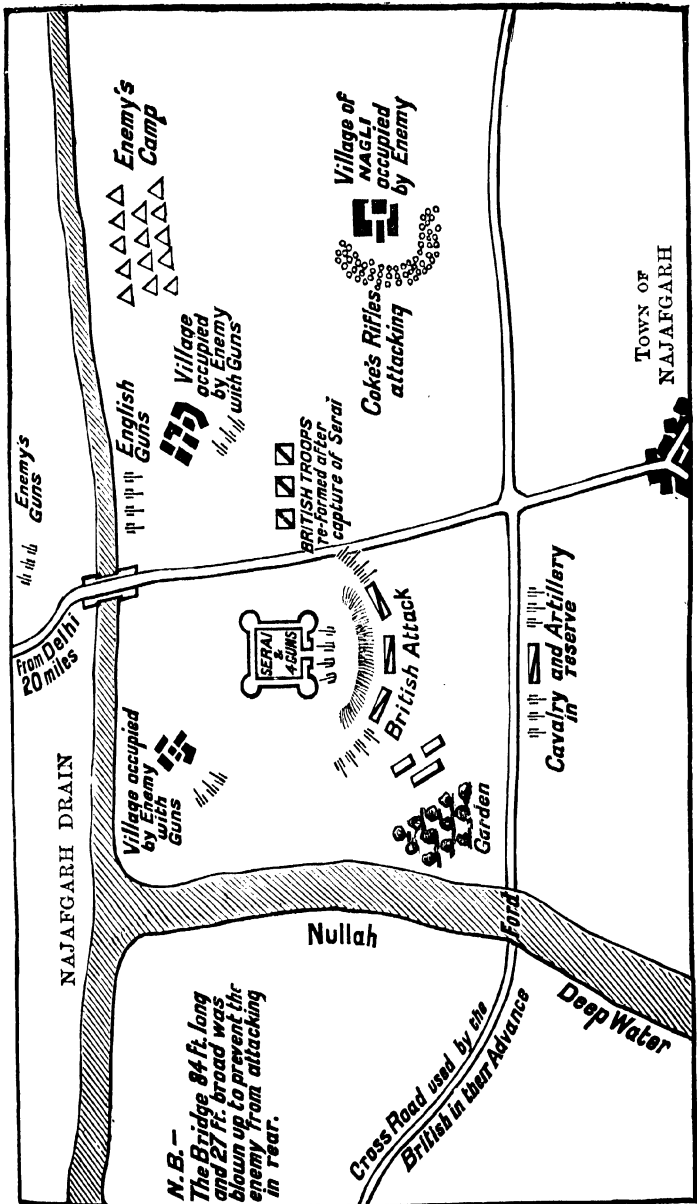 NAJAFGARH DRAIN
From Delhi
20 miles
Enemy's
Guns
N.B.—
The Bridge 84 ft. long
and 27 ft. broad was
blown up to prevent the
enemy from attacking
in rear.
Village occupied
by Enemy
with
Guns
English
Guns
Enemy's
Camp
Village
occupied
by Enemy
with Guns
SERAI
&
4 GUNS
BRITISH TROOPS
re-formed after
capture of Serai
Village of
NAGLI
occupied
by Enemy
Coke's Rifles
attacking
Nullah
British Attack
Garden
Ford
Cross Road used by the
British in their Advance
Deep Water
Cavalry and Artillery
in reserve
TOWN OF
NAJAFGARH